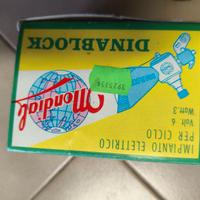 IMPIANTO ELETTRICO
PER CICLO
Volt 6
Watt.3
Mondial
DINABLOCK